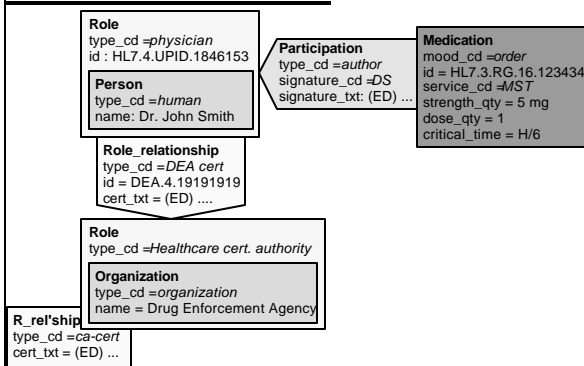 Role
type_cd =physician
id : HL7.4.UPID.1846153
Person
type_cd =human
name: Dr. John Smith
Participation
type_cd =author
signature_cd =DS
signature_txt: (ED) ...
Medication
mood_cd =order
id = HL7.3.RG.16.123434
service_cd =MST
strength_qty = 5 mg
dose_qty = 1
critical_time = H/6
Role_relationship
type_cd =DEA cert
id = DEA.4.19191919
cert_txt = (ED) ....
Role
type_cd =Healthcare cert. authority
Organization
type_cd =organization
name = Drug Enforcement Agency
R_rel'ship
type_cd =ca-cert
cert_txt = (ED) ...